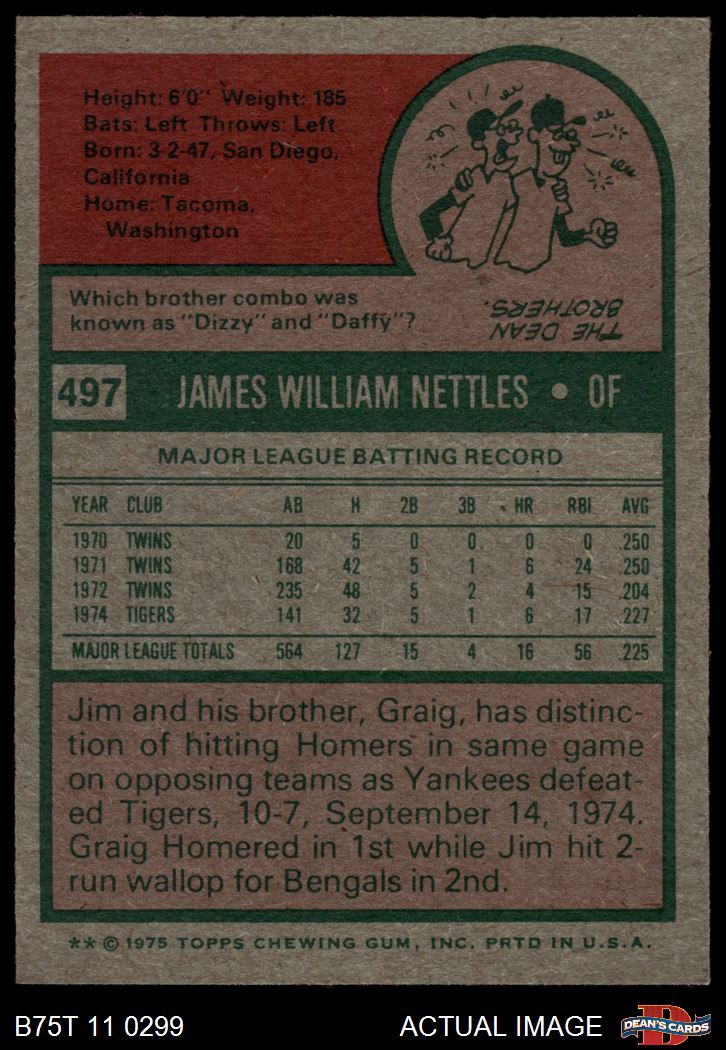 Height: 6'0" Weight: 185
Bats: Left Throws: Left
Born: 3-2-47, San Diego,
California
Home: Tacoma,
Washington
Which brother combo was
known as "Dizzy" and "Daffy"?
THE DEAN
BROTHERS.
497 JAMES WILLIAM NETTLES • OF
MAJOR LEAGUE BATTING RECORD
YEAR CLUB AB H 2B 3B HR RBI AVG
1970 TWINS 20 5 0 0 0 0 .250
1971 TWINS 168 42 5 1 6 24 .250
1972 TWINS 235 48 5 2 4 15 .204
1974 TIGERS 141 32 5 1 6 17 .227
MAJOR LEAGUE TOTALS 564 127 15 4 16 56 .225
Jim and his brother, Graig, has distinc-
tion of hitting Homers in same game
on opposing teams as Yankees defeat-
ed Tigers, 10-7, September 14, 1974.
Graig Homered in 1st while Jim hit 2-
run wallop for Bengals in 2nd.
** © 1975 TOPPS CHEWING GUM, INC. PRTD IN U.S.A.
B75T 11 0299 ACTUAL IMAGE
D
DEAN'S CARDS